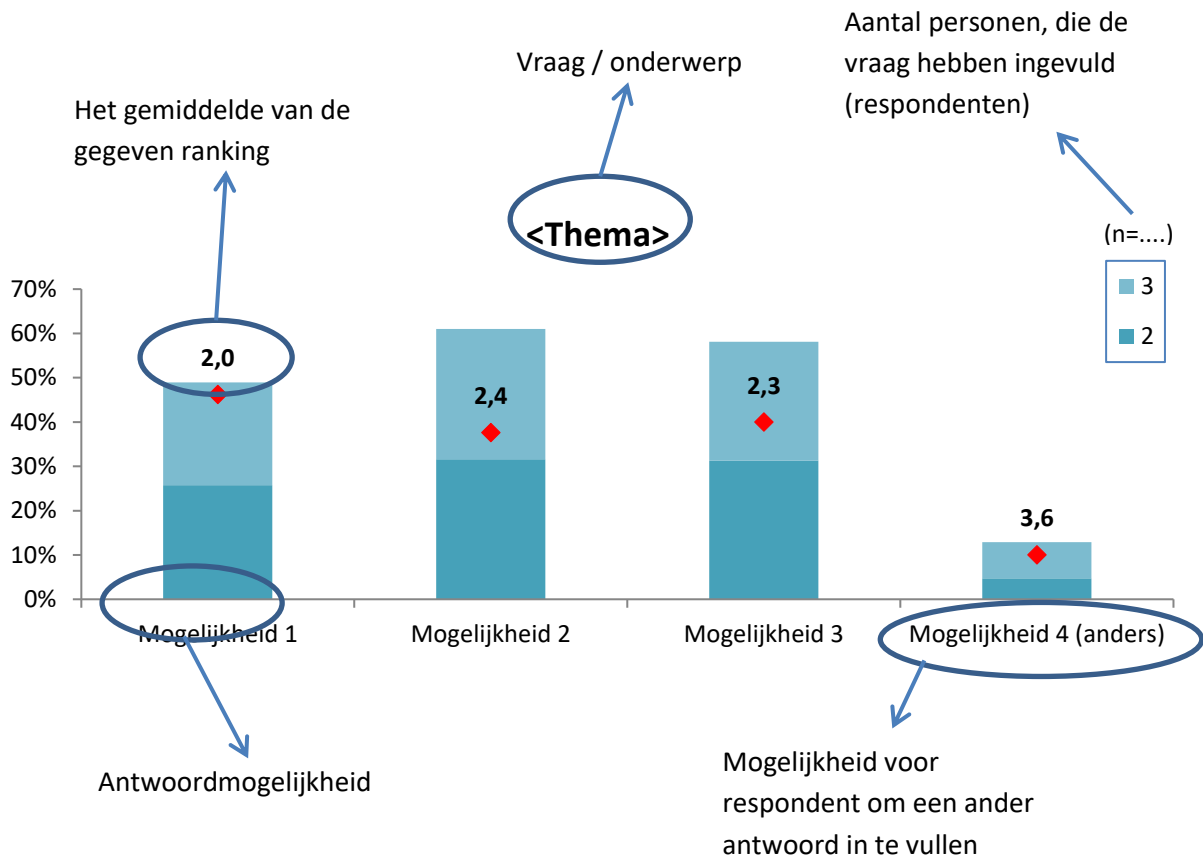 Aantal personen, die de
vraag hebben ingevuld
(respondenten)
Vraag / onderwerp
Het gemiddelde van de
gegeven ranking
<Thema>
(n=....)
3
2
70%
60%
50%
40%
30%
20%
10%
0%
2,0
2,4
2,3
3,6
Mogelijkheid 1
Mogelijkheid 2
Mogelijkheid 3
Mogelijkheid 4 (anders)
Antwoordmogelijkheid
Mogelijkheid voor
respondent om een ander
antwoord in te vullen